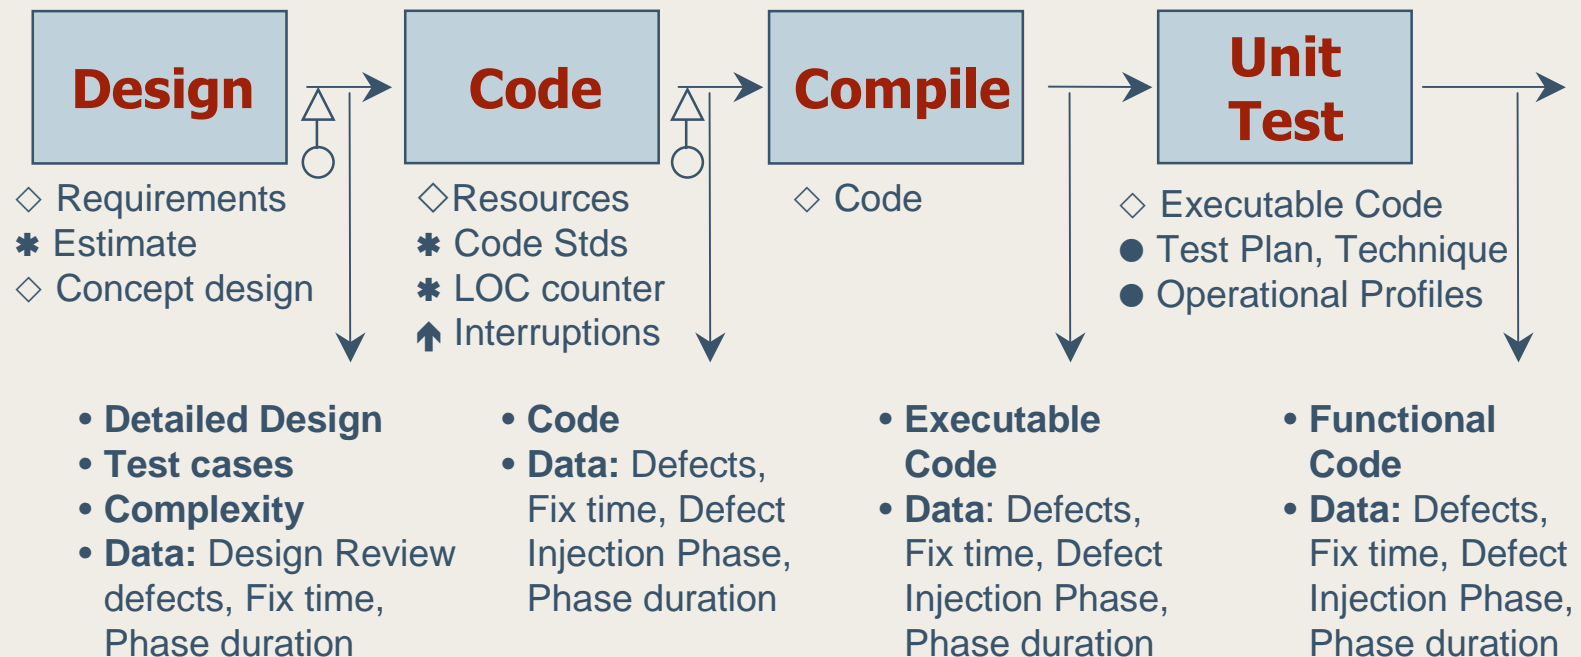 Design
Code
Compile
Unit
Test
◇ Requirements
✱ Estimate
◇ Concept design
◇Resources
✱ Code Stds
✱ LOC counter
↑ Interruptions
◇ Code
◇ Executable Code
● Test Plan, Technique
● Operational Profiles
• Detailed Design
• Test cases
• Complexity
• Data: Design Review
defects, Fix time,
Phase duration
• Code
• Data: Defects,
Fix time, Defect
Injection Phase,
Phase duration
• Executable
Code
• Data: Defects,
Fix time, Defect
Injection Phase,
Phase duration
• Functional
Code
• Data: Defects,
Fix time, Defect
Injection Phase,
Phase duration